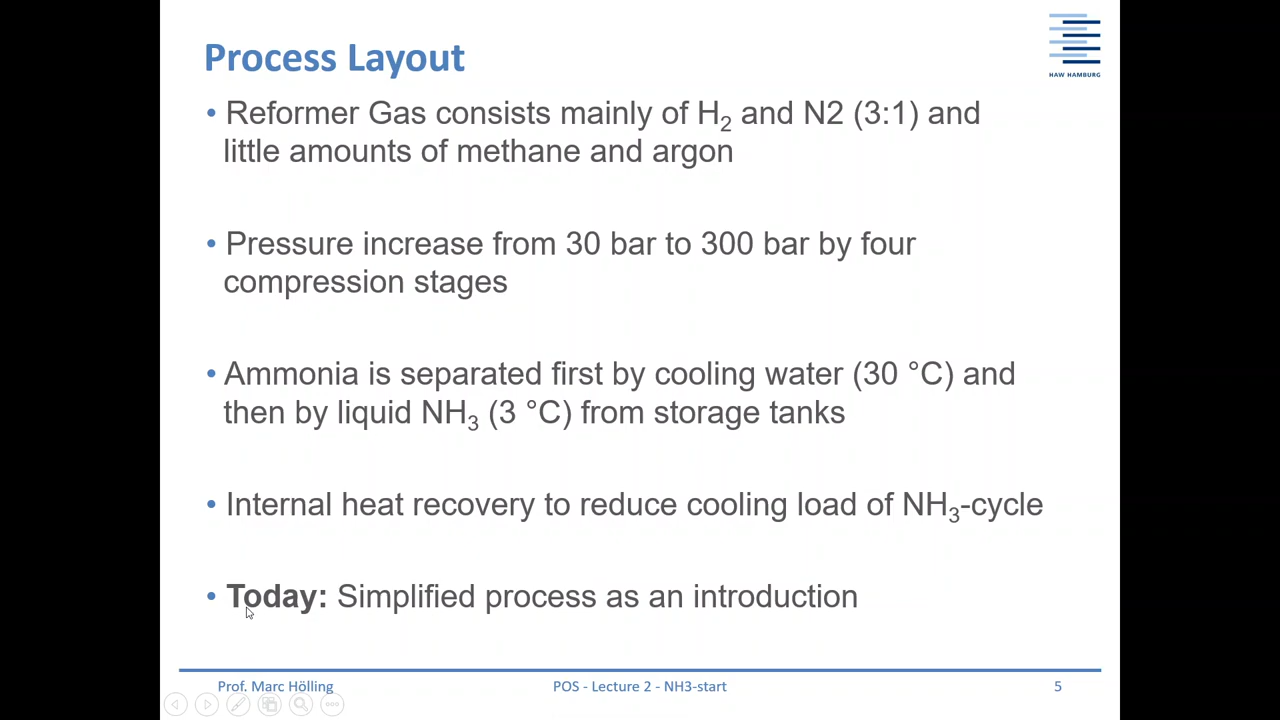 Process Layout
HAW HAMBURG
• Reformer Gas consists mainly of H₂ and N2 (3:1) and
little amounts of methane and argon
• Pressure increase from 30 bar to 300 bar by four
compression stages
• Ammonia is separated first by cooling water (30 °C) and
then by liquid NH₃ (3 °C) from storage tanks
• Internal heat recovery to reduce cooling load of NH₃-cycle
• Today: Simplified process as an introduction
Prof. Marc Hölling
POS - Lecture 2 - NH3-start
5